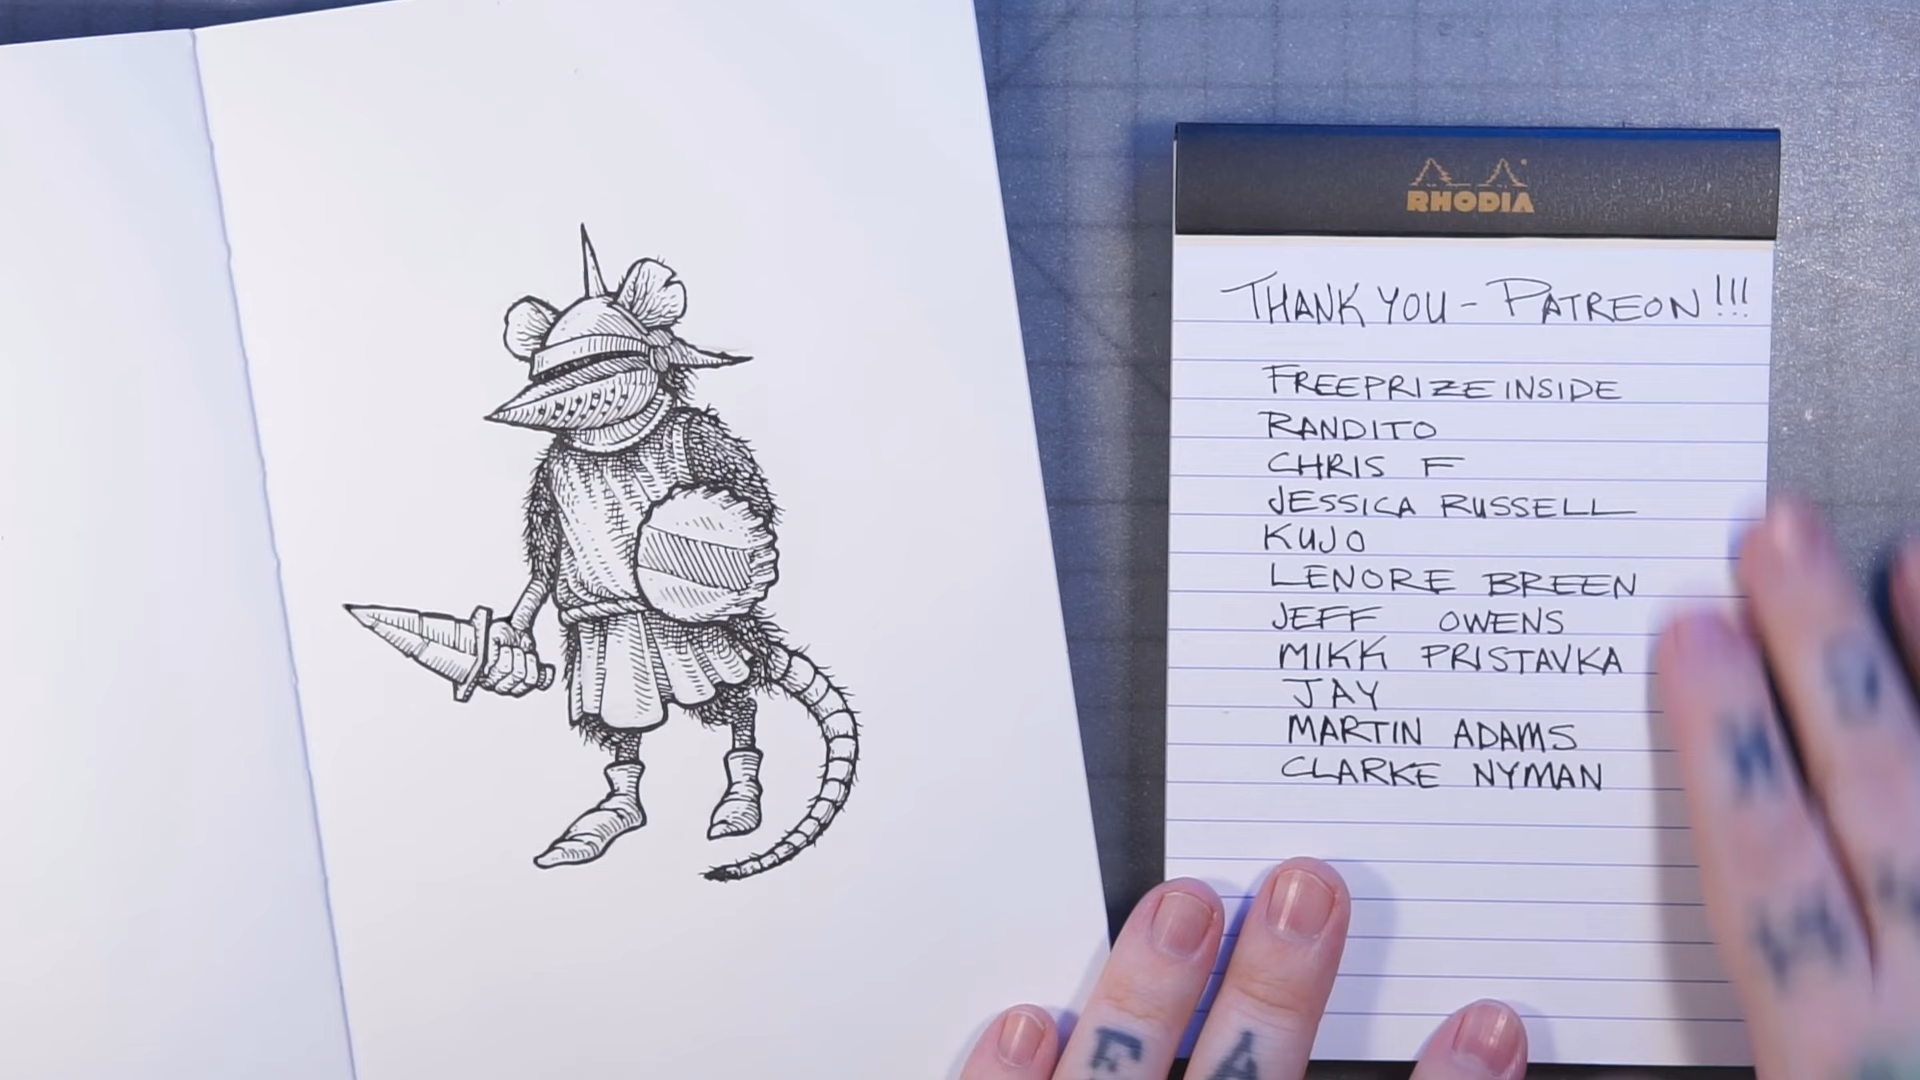 RHODIA
THANK YOU - PATREON!!!
FREEPRIZEINSIDE
RANDITO
CHRIS F
JESSICA RUSSELL
KUJO
LENORE BREEN
JEFF OWENS
MIKK PRISTAVKA
JAY
MARTIN ADAMS
CLARKE NYMAN